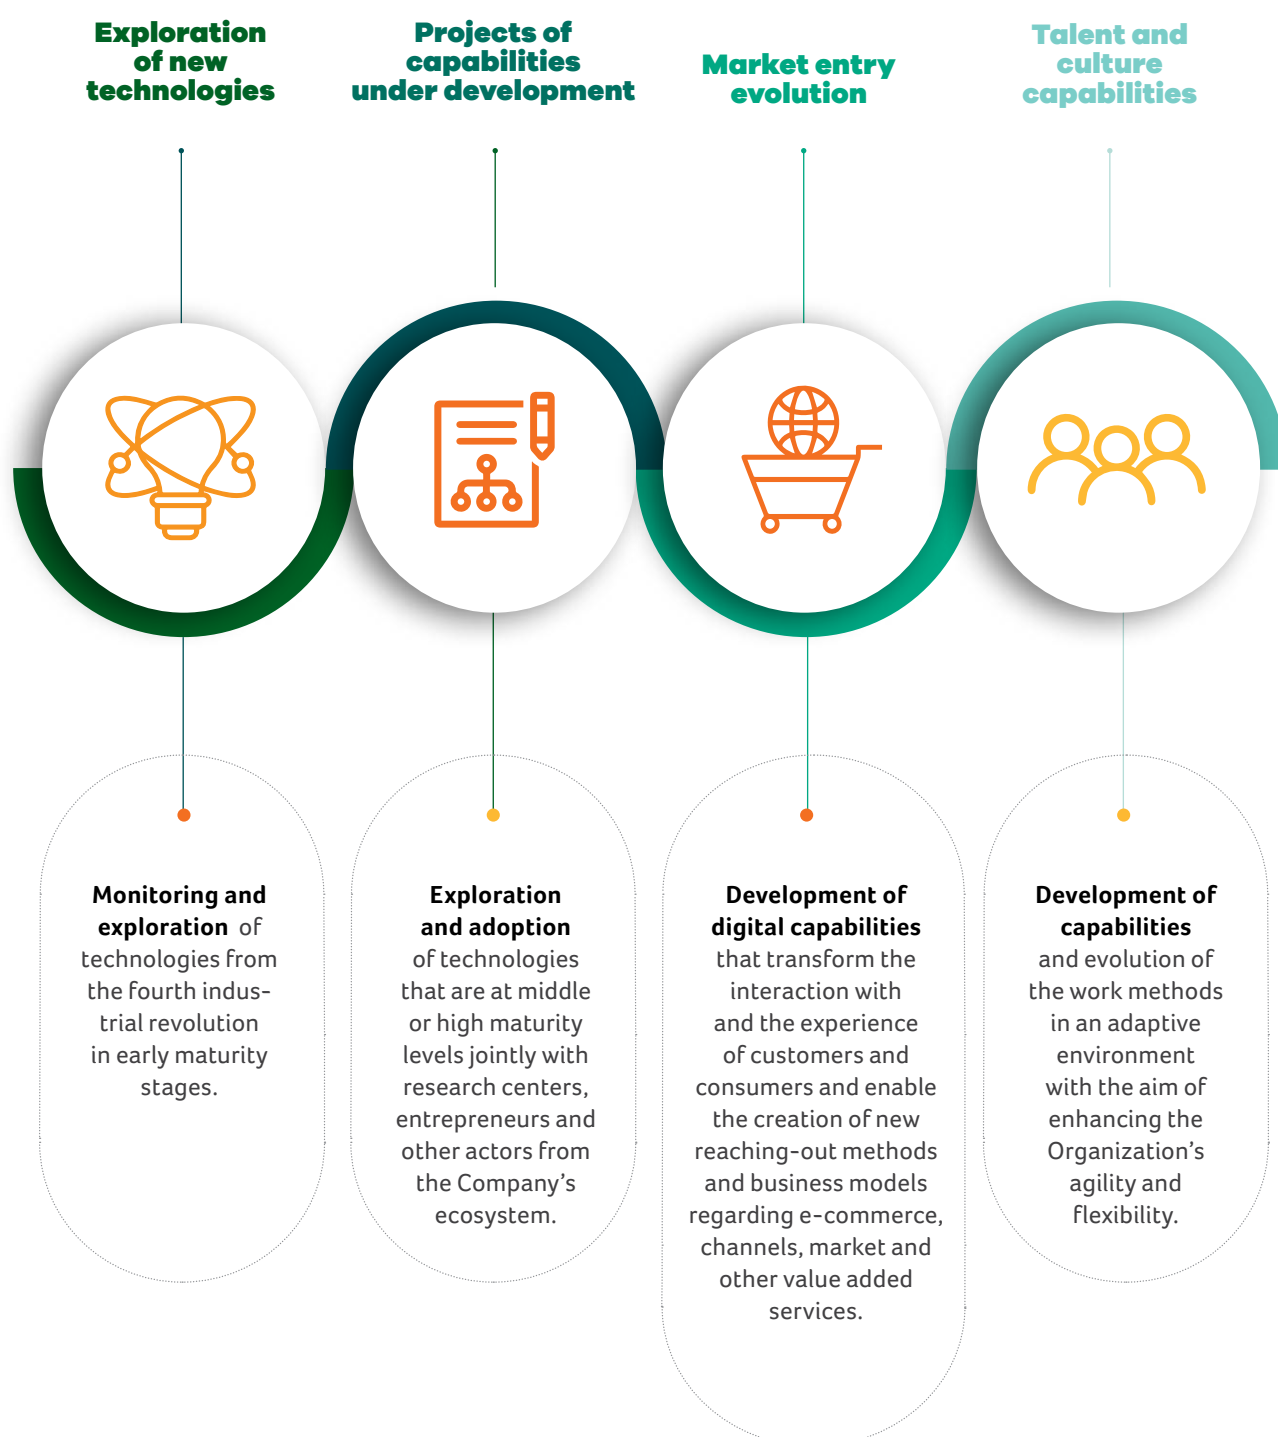 Exploration
of new
technologies
Projects of
capabilities
under development
Market entry
evolution
Talent and
culture
capabilities
Monitoring and
exploration of
technologies from
the fourth indus-
trial revolution
in early maturity
stages.
Exploration
and adoption
of technologies
that are at middle
or high maturity
levels jointly with
research centers,
entrepreneurs and
other actors from
the Company’s
ecosystem.
Development of
digital capabilities
that transform the
interaction with
and the experience
of customers and
consumers and enable
the creation of new
reaching-out methods
and business models
regarding e-commerce,
channels, market and
other value added
services.
Development of
capabilities
and evolution of
the work methods
in an adaptive
environment
with the aim of
enhancing the
Organization’s
agility and
flexibility.